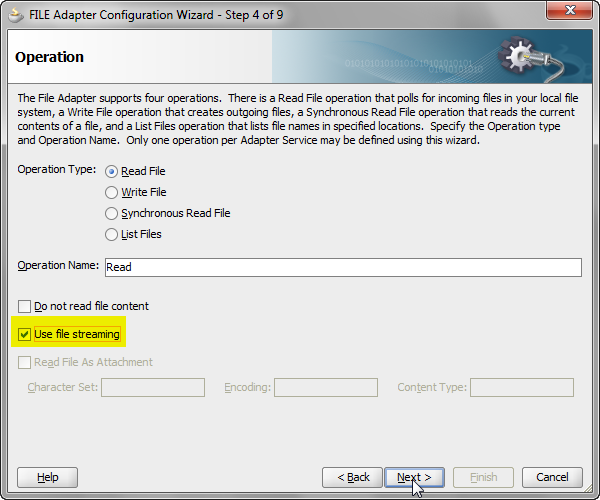 FILE Adapter Configuration Wizard - Step 4 of 9
Operation
The File Adapter supports four operations.  There is a Read File operation that polls for incoming files in your local file
system, a Write File operation that creates outgoing files, a Synchronous Read File operation that reads the current
contents of a file, and a List Files operation that lists file names in specified locations.  Specify the Operation type
and Operation Name.  Only one operation per Adapter Service may be defined using this wizard.
Operation Type: Read File
Write File
Synchronous Read File
List Files
Operation Name: Read
Do not read file content
Use file streaming
Read File As Attachment
Character Set: Encoding: Content Type:
Help < Back Next > Finish Cancel